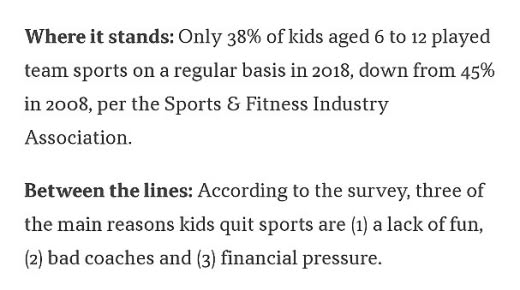 Where it stands: Only 38% of kids aged 6 to 12 played
team sports on a regular basis in 2018, down from 45%
in 2008, per the Sports & Fitness Industry
Association.
Between the lines: According to the survey, three of
the main reasons kids quit sports are (1) a lack of fun,
(2) bad coaches and (3) financial pressure.